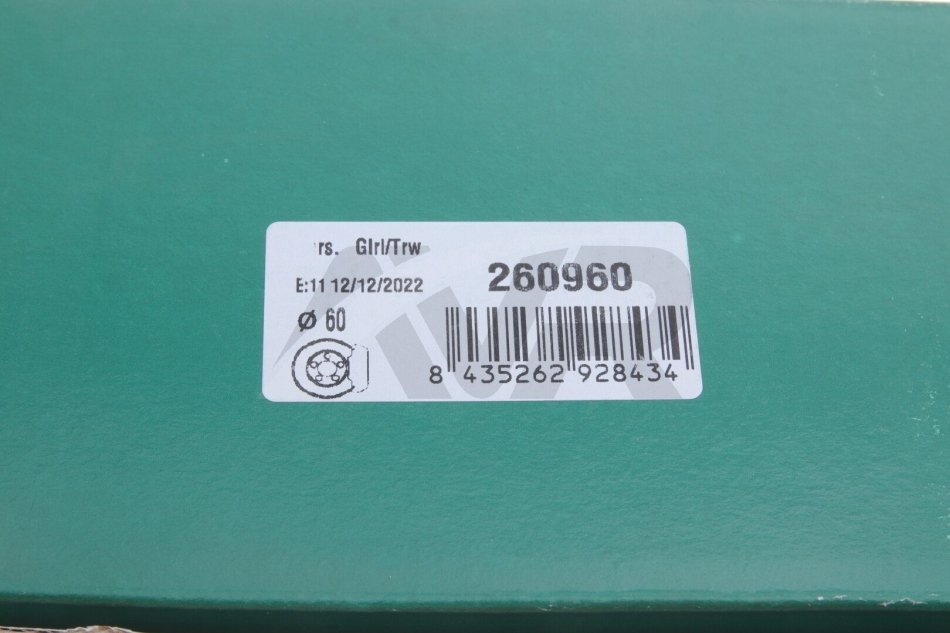 rs. Glrl/Trw
E:11 12/12/2022
260960
Ø 60
8 435262 928434